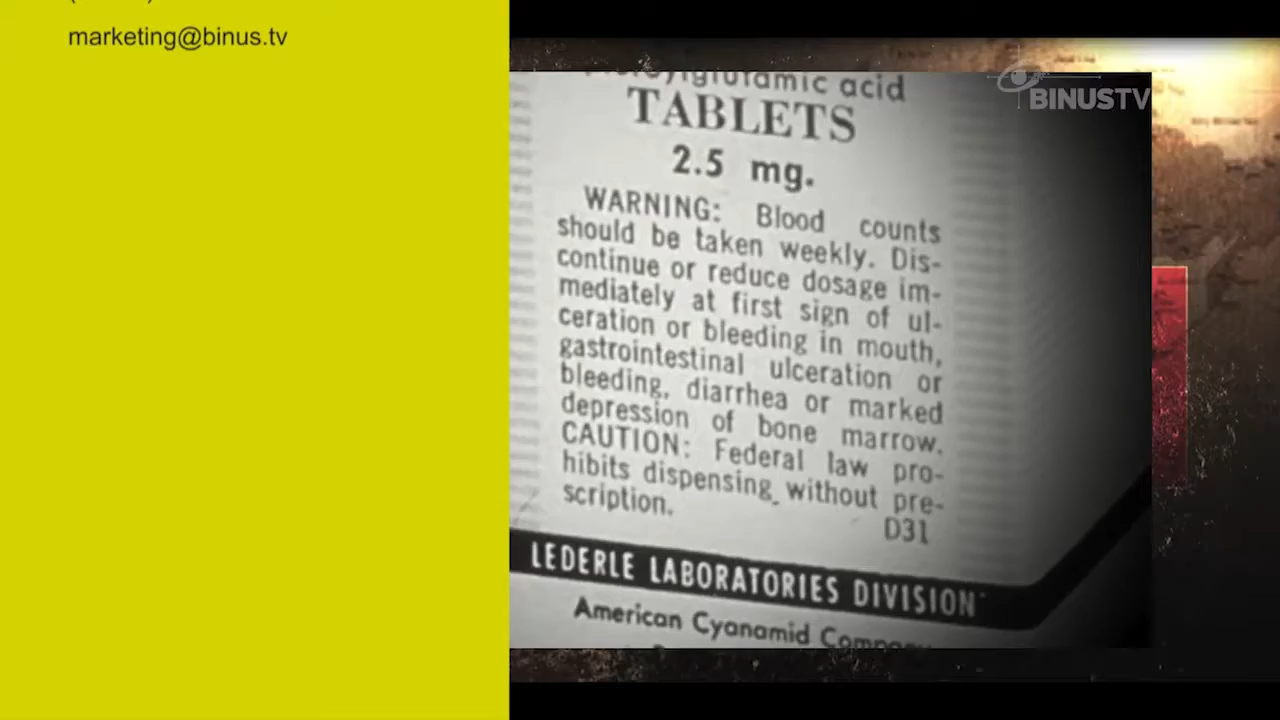 marketing@binus.tv
BINUSTV
acid
TABLETS
2.5 mg.
WARNING: Blood counts
should be taken weekly. Dis-
continue or reduce dosage im-
mediately at first sign of ul-
ceration or bleeding in mouth,
gastrointestinal ulceration or
bleeding, diarrhea or marked
depression of bone marrow.
CAUTION: Federal law pro-
hibits dispensing without pre-
scription.
D31
LEDERLE LABORATORIES DIVISION
American Cyanamid Company